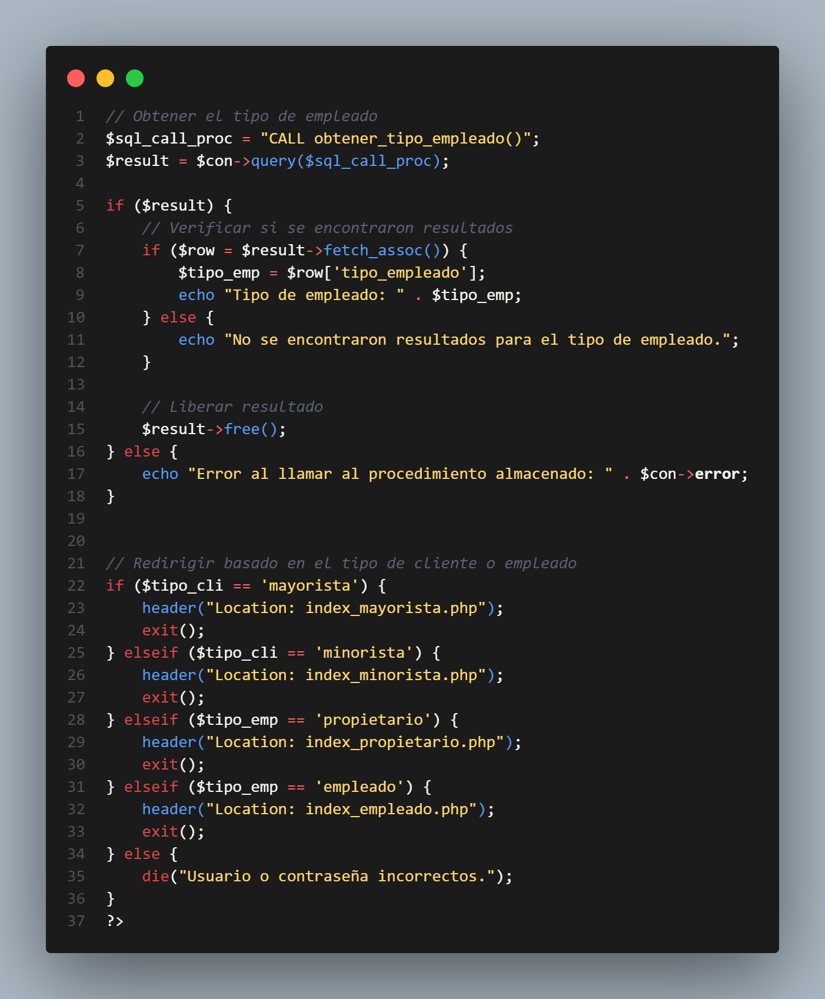 1 // Obtener el tipo de empleado
2 $sql_call_proc = "CALL obtener_tipo_empleado()";
3 $result = $con->query($sql_call_proc);
4
5 if ($result) {
6     // Verificar si se encontraron resultados
7     if ($row = $result->fetch_assoc()) {
8         $tipo_emp = $row['tipo_empleado'];
9         echo "Tipo de empleado: " . $tipo_emp;
10     } else {
11         echo "No se encontraron resultados para el tipo de empleado.";
12     }
13
14     // Liberar resultado
15     $result->free();
16 } else {
17     echo "Error al llamar al procedimiento almacenado: " . $con->error;
18 }
19
20
21 // Redirigir basado en el tipo de cliente o empleado
22 if ($tipo_cli == 'mayorista') {
23     header("Location: index_mayorista.php");
24     exit();
25 } elseif ($tipo_cli == 'minorista') {
26     header("Location: index_minorista.php");
27     exit();
28 } elseif ($tipo_emp == 'propietario') {
29     header("Location: index_propietario.php");
30     exit();
31 } elseif ($tipo_emp == 'empleado') {
32     header("Location: index_empleado.php");
33     exit();
34 } else {
35     die("Usuario o contraseña incorrectos.");
36 }
37 ?>